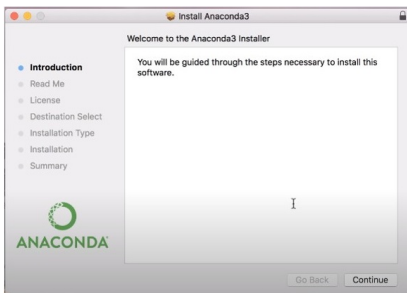 Install Anaconda3
Welcome to the Anaconda3 Installer
Introduction
Read Me
License
Destination Select
Installation Type
Installation
Summary
You will be guided through the steps necessary to install this
software.
ANACONDA
Go Back
Continue